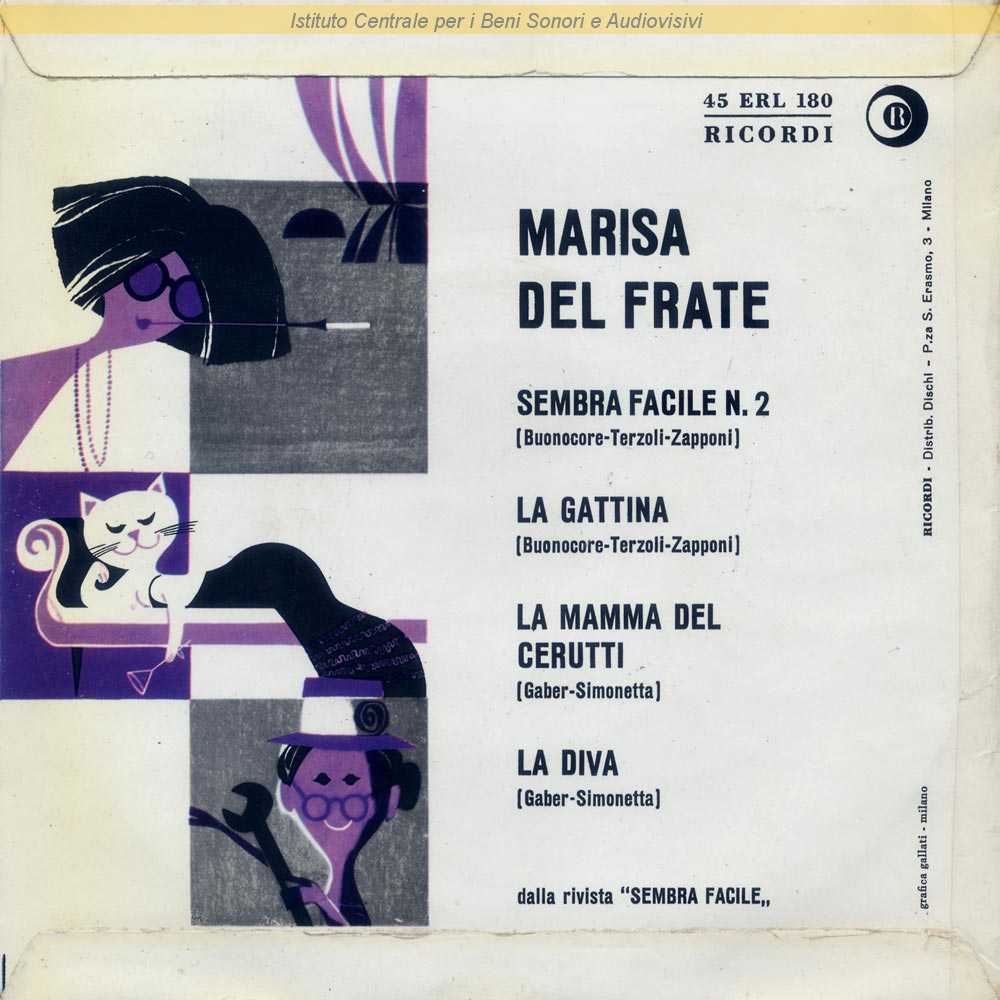 Istituto Centrale per i Beni Sonori e Audiovisivi
45 ERL 180
RICORDI
R
MARISA
DEL FRATE
SEMBRA FACILE N. 2
[Buonocore-Terzoli-Zapponi]
LA GATTINA
[Buonocore-Terzoli-Zapponi]
LA MAMMA DEL
CERUTTI
[Gaber-Simonetta]
LA DIVA
[Gaber-Simonetta]
dalla rivista “SEMBRA FACILE„
RICORDI - Distrib. Dischi - P.za S. Erasmo, 3 - Milano
grafica gallati - milano